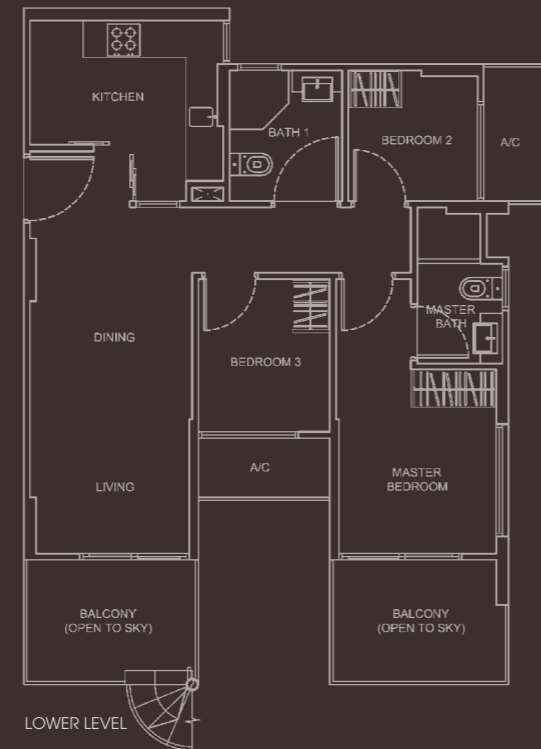 KITCHEN
BATH 1
BEDROOM 2
A/C
MASTER
BATH
DINING
BEDROOM 3
A/C
LIVING
MASTER
BEDROOM
BALCONY
(OPEN TO SKY)
BALCONY
(OPEN TO SKY)
LOWER LEVEL